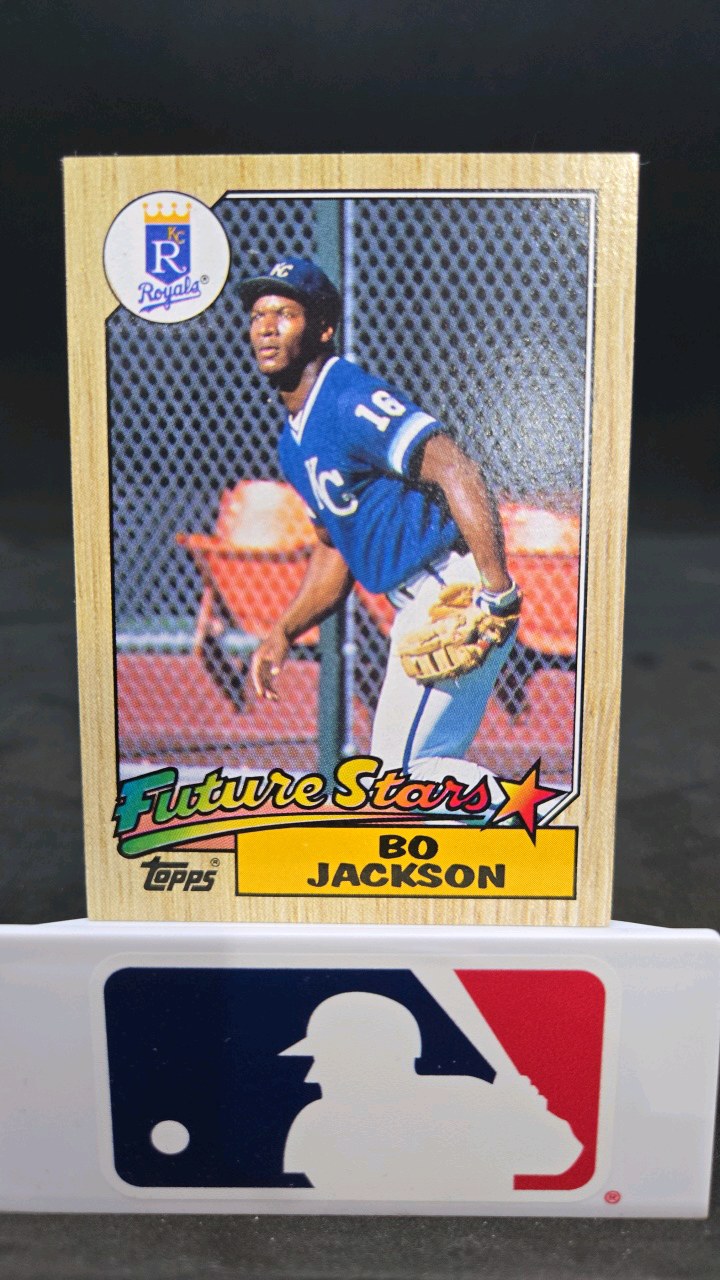 KC
R
Royals®
KC
16
KC
Future Stars
TOPPS®
BO
JACKSON
®